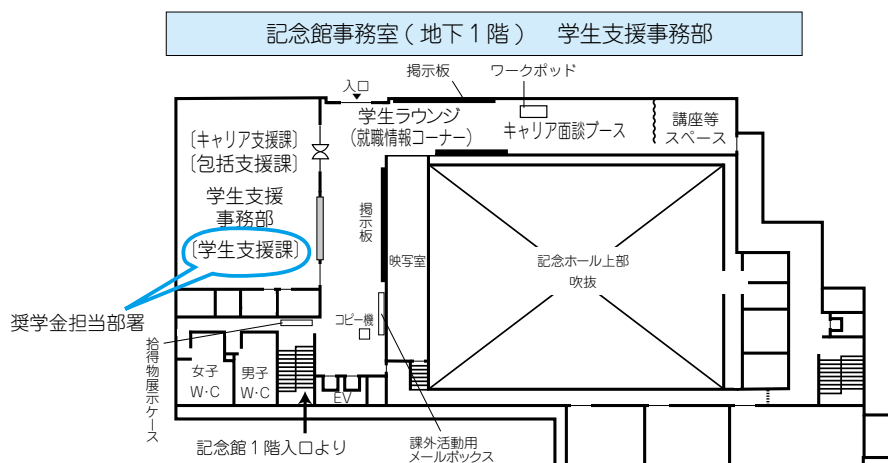 記念館事務室(地下1階) 学生支援事務部
掲示板
ワークポッド
入口
学生ラウンジ
(就職情報コーナー)
キャリア面談ブース
講座等
スペース
〔キャリア支援課〕
〔包括支援課〕
学生支援
事務部
〔学生支援課〕
掲示板
映写室
記念ホール上部
吹抜
奨学金担当部署
コピー機
拾得物展示ケース
女子
W・C
男子
W・C
EV
記念館1階入口より
課外活動用
メールボックス